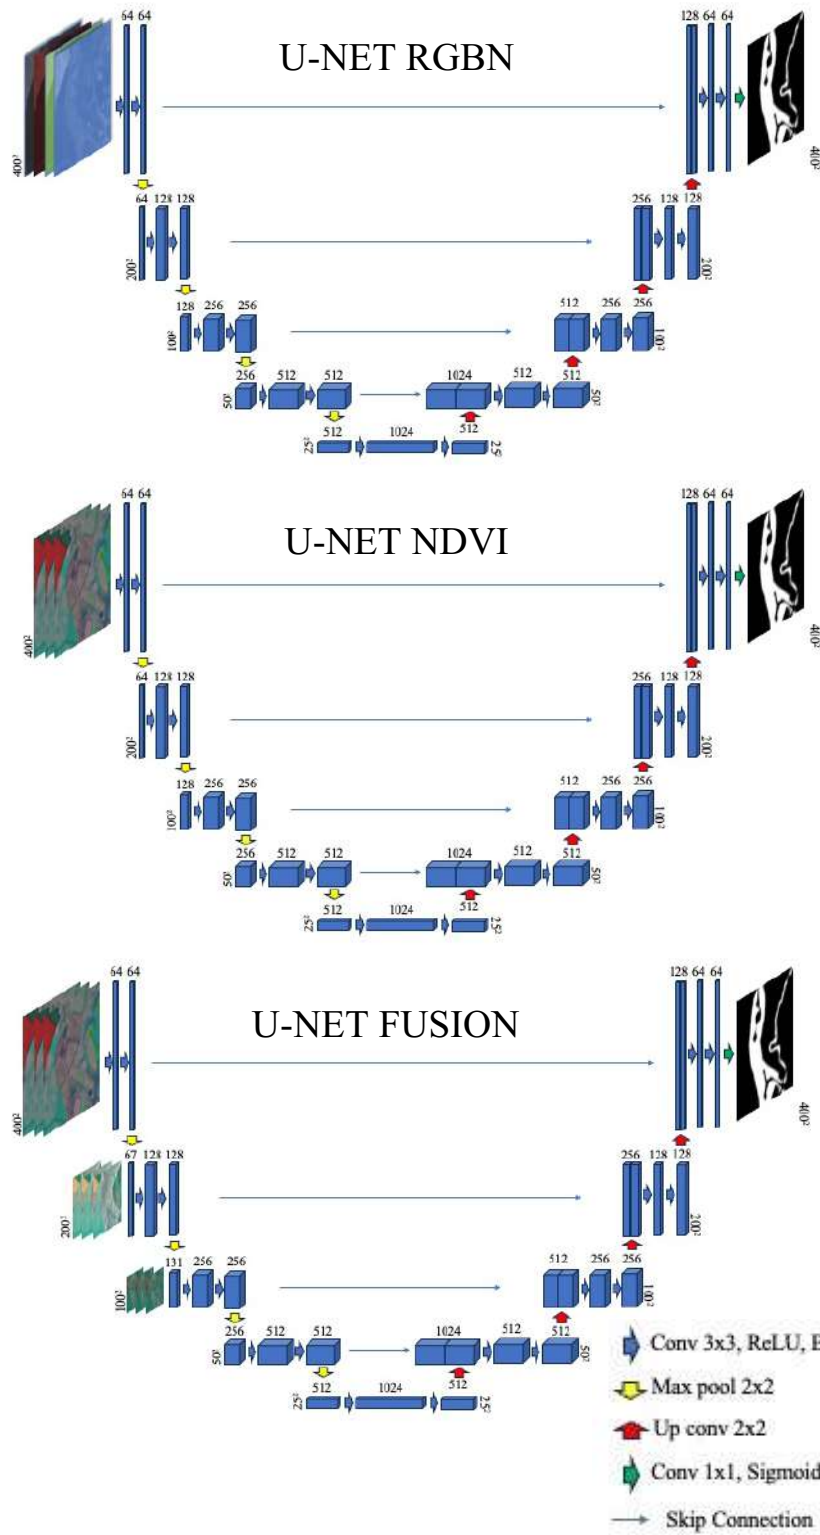 64 64
128 64 64
U-NET RGBN
400²
400²
64 128 128
256 128 128
200²
200²
128 256 256
512 256 256
100²
100²
256 512 512
1024 512 512
50²
50²
512 1024 512
25²
25²
64 64
128 64 64
U-NET NDVI
400²
400²
64 128 128
256 128 128
200²
200²
128 256 256
512 256 256
100²
100²
256 512 512
1024 512 512
50²
50²
512 1024 512
25²
25²
64 64
128 64 64
U-NET FUSION
400²
400²
67 128 128
256 128 128
200²
200²
131 256 256
512 256 256
100²
100²
256 512 512
1024 512 512
50²
50²
512 1024 512
25²
25²
Conv 3x3, ReLU, B
Max pool 2x2
Up conv 2x2
Conv 1x1, Sigmoid
Skip Connection